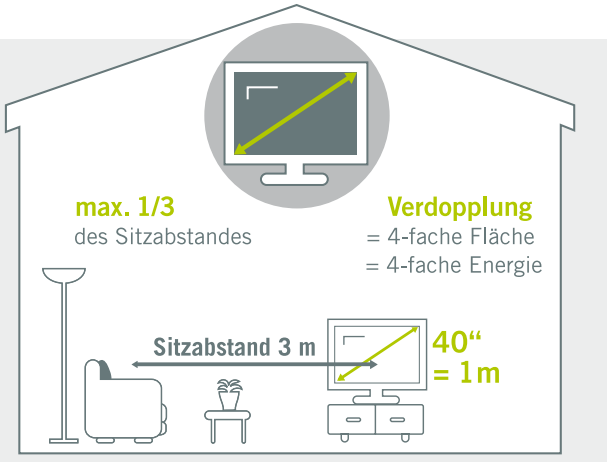 max. 1/3
des Sitzabstandes
Verdopplung
= 4-fache Fläche
= 4-fache Energie
Sitzabstand 3 m
40“
= 1m